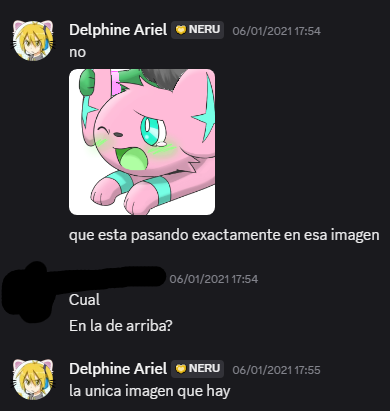 Delphine Ariel NERU 06/01/2021 17:54
no
que esta pasando exactamente en esa imagen
06/01/2021 17:54
Cual
En la de arriba?
Delphine Ariel NERU 06/01/2021 17:55
la unica imagen que hay